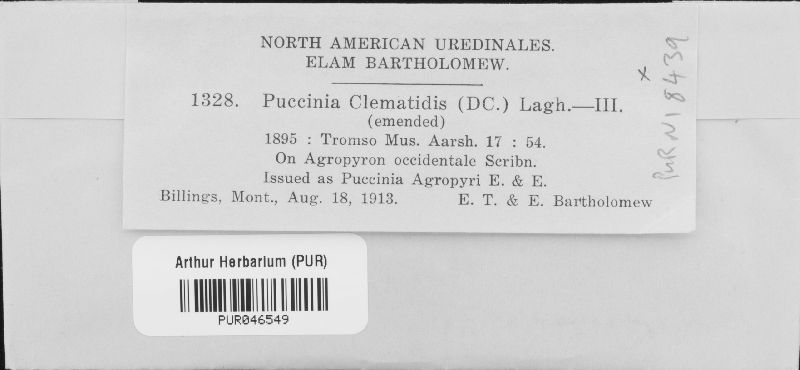 NORTH AMERICAN UREDINALES.
ELAM BARTHOLOMEW.
1328. Puccinia Clematidis (DC.) Lagh.—III.
(emended)
1895 : Tromso Mus. Aarsh. 17 : 54.
On Agropyron occidentale Scribn.
Issued as Puccinia Agropyri E. & E.
Billings, Mont., Aug. 18, 1913. E. T. & E. Bartholomew
PUR N18439
x
Arthur Herbarium (PUR)
PUR046549